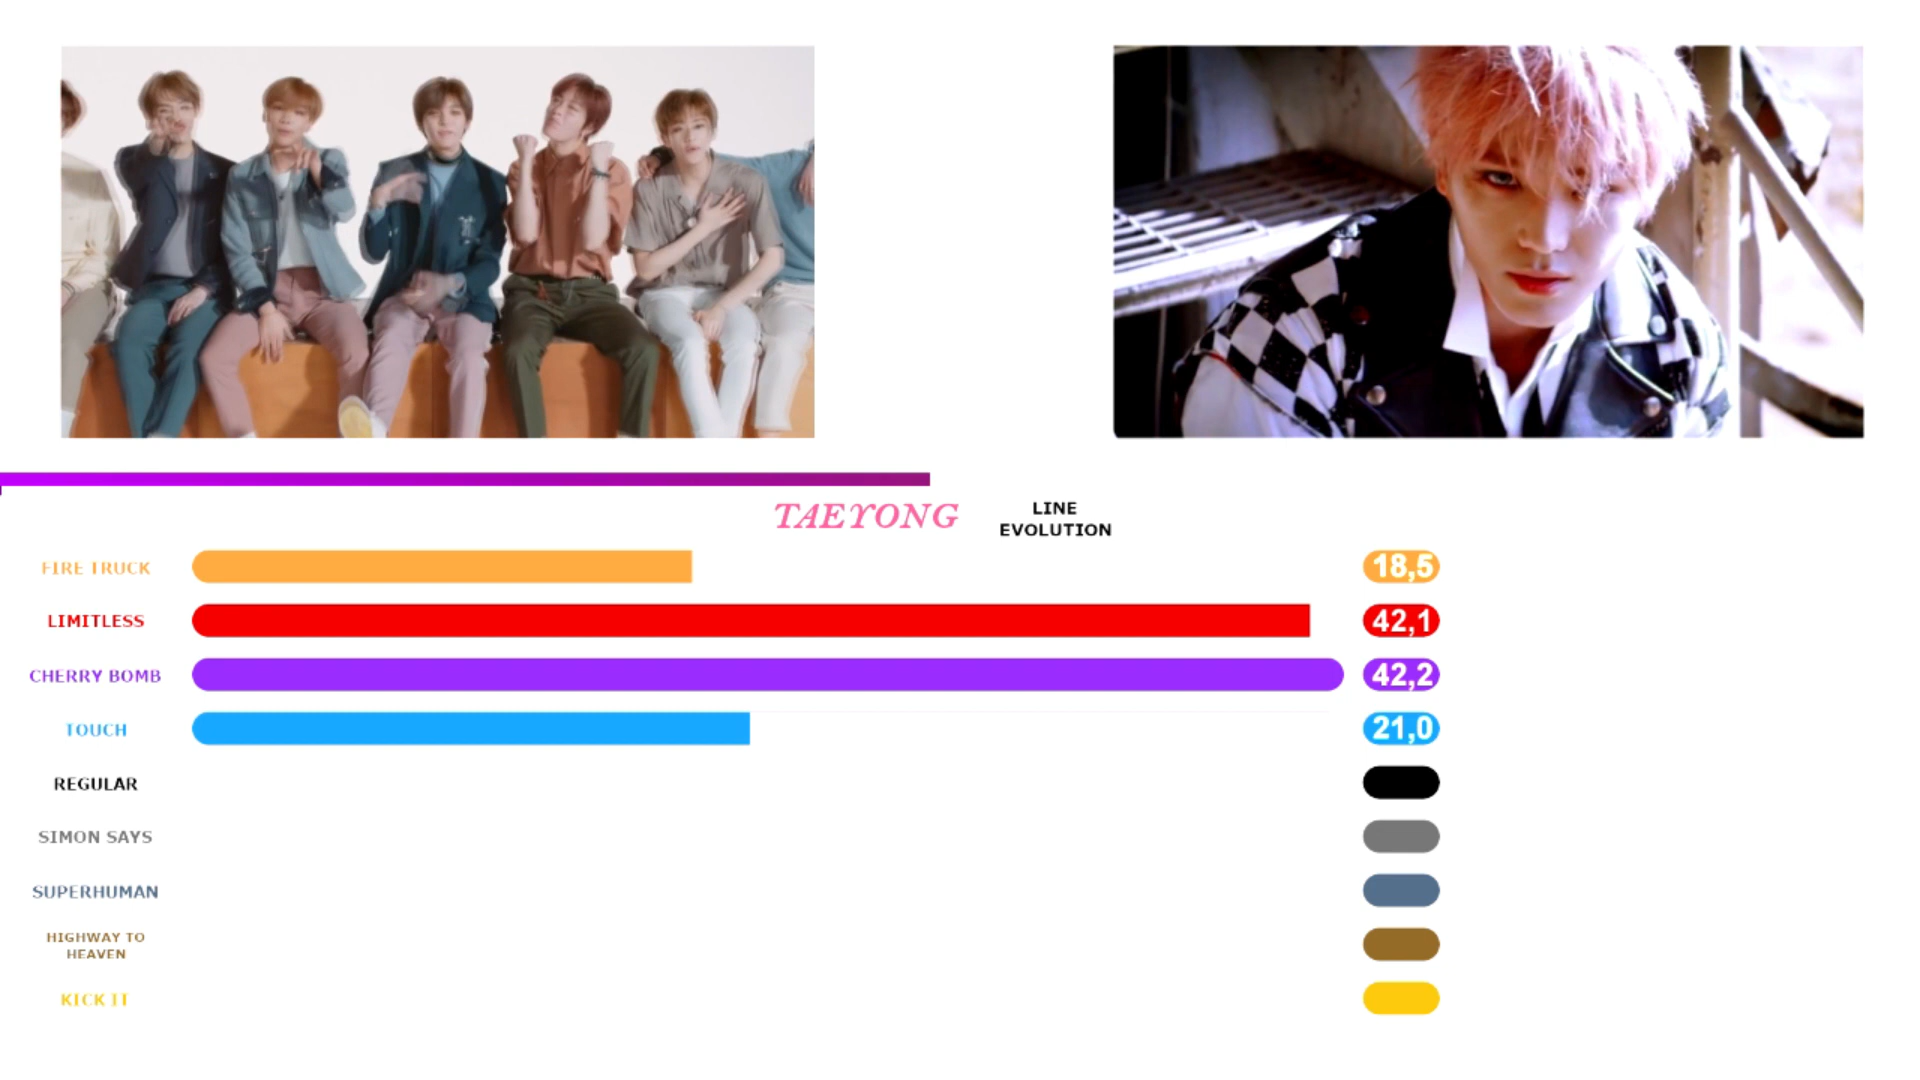 TAEYONG
LINE
EVOLUTION
FIRE TRUCK
18,5
LIMITLESS
42,1
CHERRY BOMB
42,2
TOUCH
21,0
REGULAR
SIMON SAYS
SUPERHUMAN
HIGHWAY TO
HEAVEN
KICK IT